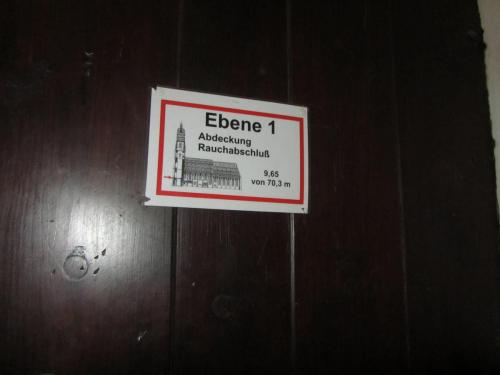 Ebene 1
Abdeckung
Rauchabschluß
9,65
von 70,3 m